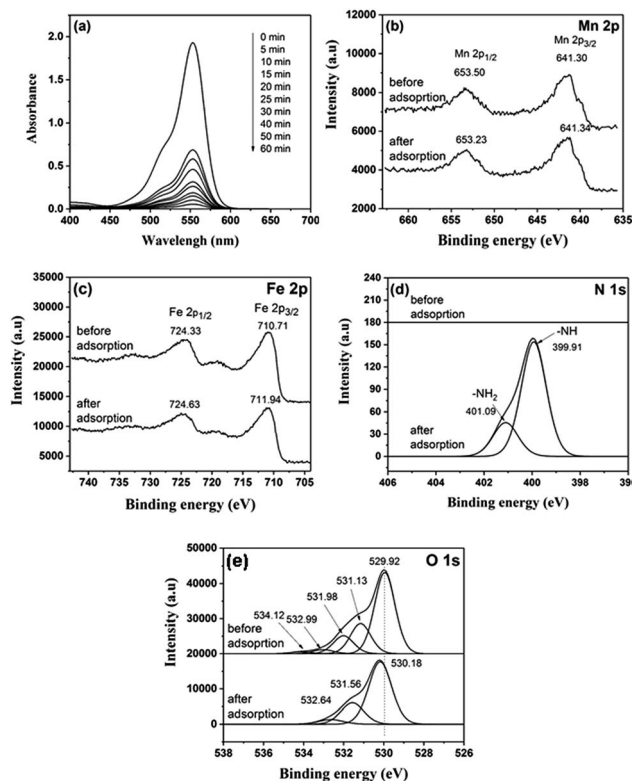 (a)
2.0
1.5
1.0
0.5
0.0
Absorbance
400 450 500 550 600 650 700
Wavelengh (nm)
0 min
5 min
10 min
15 min
20 min
25 min
30 min
40 min
50 min
60 min
(b)
Mn 2p
12000
10000
8000
6000
4000
2000
Intensity (a.u)
Mn 2p1/2
653.50
Mn 2p3/2
641.30
before
adsoprtion
653.23
641.34
after
adsorption
660 655 650 645 640 635
Binding energy (eV)
(c)
Fe 2p
35000
30000
25000
20000
15000
10000
5000
Intensity (a.u)
Fe 2p1/2
724.33
Fe 2p3/2
710.71
before
adsorption
724.63
711.94
after
adsorption
740 735 730 725 720 715 710 705
Binding energy (eV)
(d)
N 1s
240
210
180
150
120
90
60
30
0
Intensity (a.u)
before
adsoprtion
-NH
399.91
-NH2
401.09
after
adsorption
406 404 402 400 398 396
Binding energy (eV)
(e)
O 1s
60000
50000
40000
30000
20000
20000
10000
0
Intensity (a.u)
529.92
531.13
531.98
532.99
534.12
before
adsorption
530.18
531.56
532.64
after
adsorption
538 536 534 532 530 528 526
Binding energy (eV)